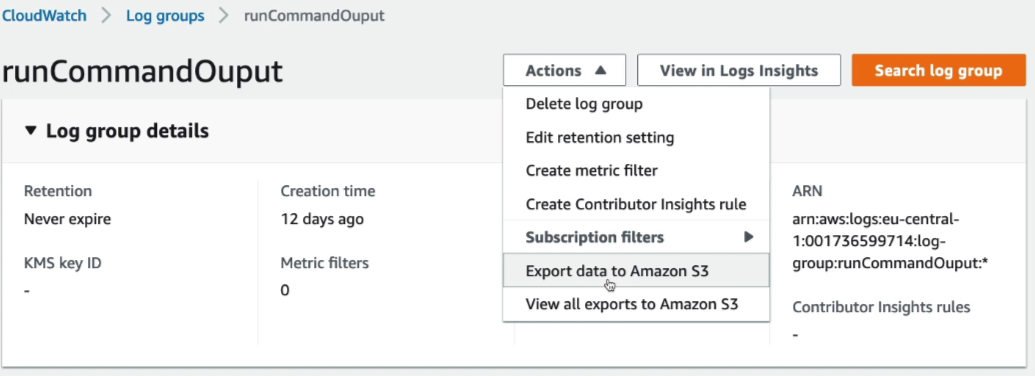 CloudWatch > Log groups > runCommandOuput
runCommandOuput
Actions ▲ View in Logs Insights Search log group
Delete log group
Edit retention setting
Create metric filter
Create Contributor Insights rule
Subscription filters ▶
Export data to Amazon S3
View all exports to Amazon S3
▼ Log group details
Retention
Never expire
KMS key ID
-
Creation time
12 days ago
Metric filters
0
ARN
arn:aws:logs:eu-central-
1:001736599714:log-
group:runCommandOuput:*
Contributor Insights rules
-